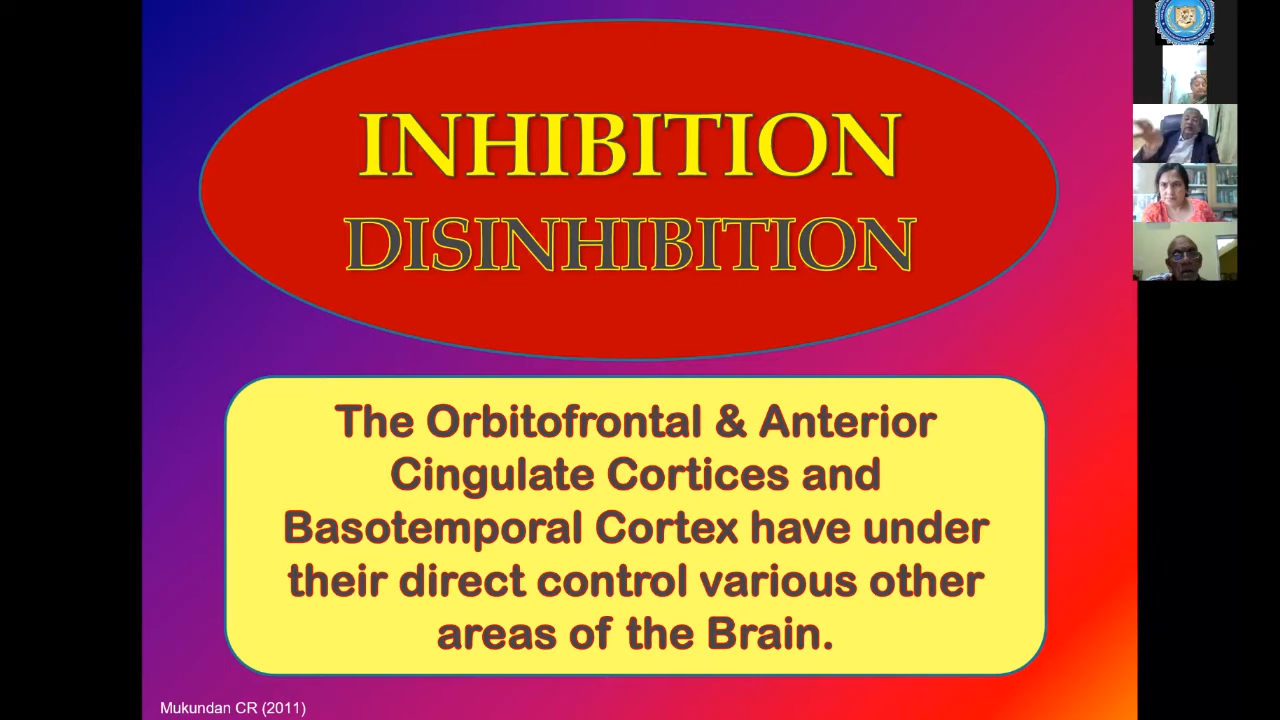 INHIBITION
DISINHIBITION
The Orbitofrontal & Anterior
Cingulate Cortices and
Basotemporal Cortex have under
their direct control various other
areas of the Brain.
Mukundan CR (2011)